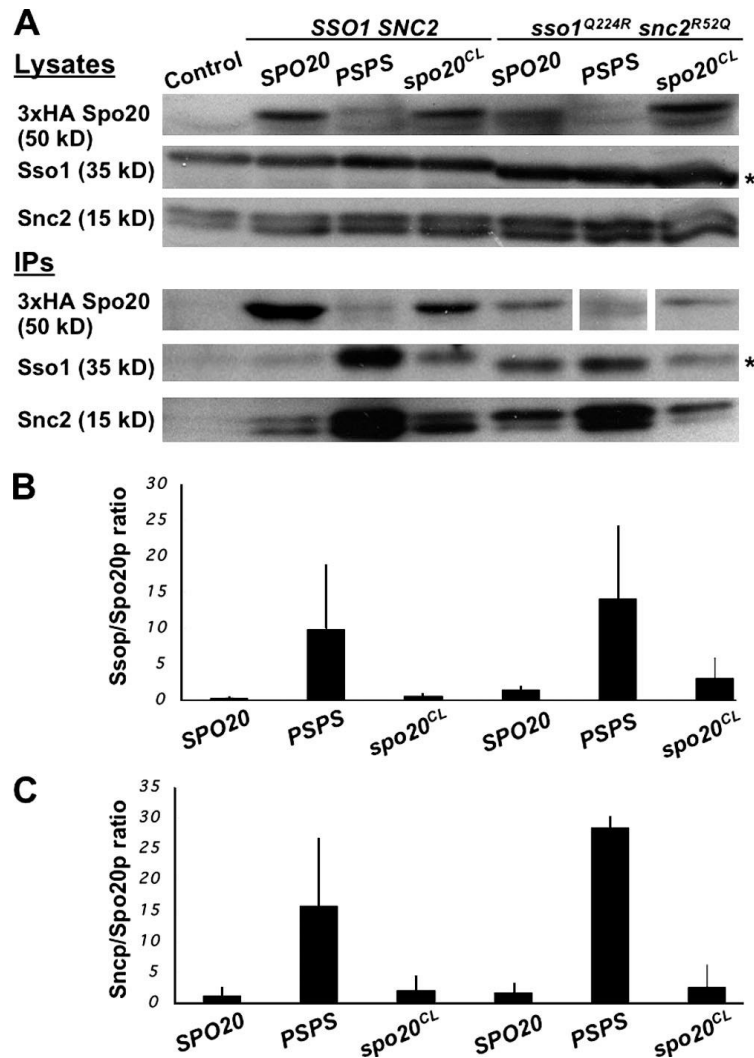 A
SSO1 SNC2 sso1Q224R snc2R52Q
Lysates
Control SPO20 PSPS spo20CL SPO20 PSPS spo20CL
3xHA Spo20
(50 kD)
Sso1 (35 kD) *
Snc2 (15 kD)
IPs
3xHA Spo20
(50 kD)
Sso1 (35 kD) *
Snc2 (15 kD)
B
Ssop/Spo20p ratio
30
25
20
15
10
5
0
SPO20 PSPS spo20CL SPO20 PSPS spo20CL
C
Sncp/Spo20p ratio
35
30
25
20
15
10
5
0
SPO20 PSPS spo20CL SPO20 PSPS spo20CL